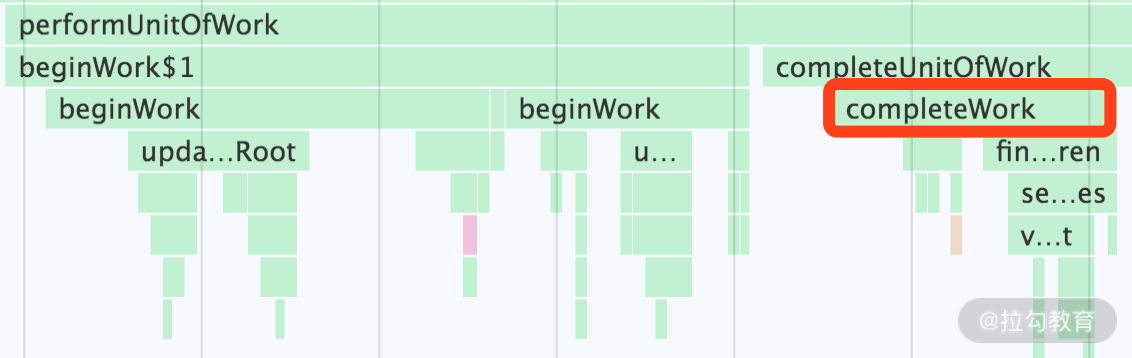 performUnitOfWork
beginWork$1 completeUnitOfWork
beginWork beginWork completeWork
upda...Root u... fin...ren
se...es
v...t
@拉勾教育